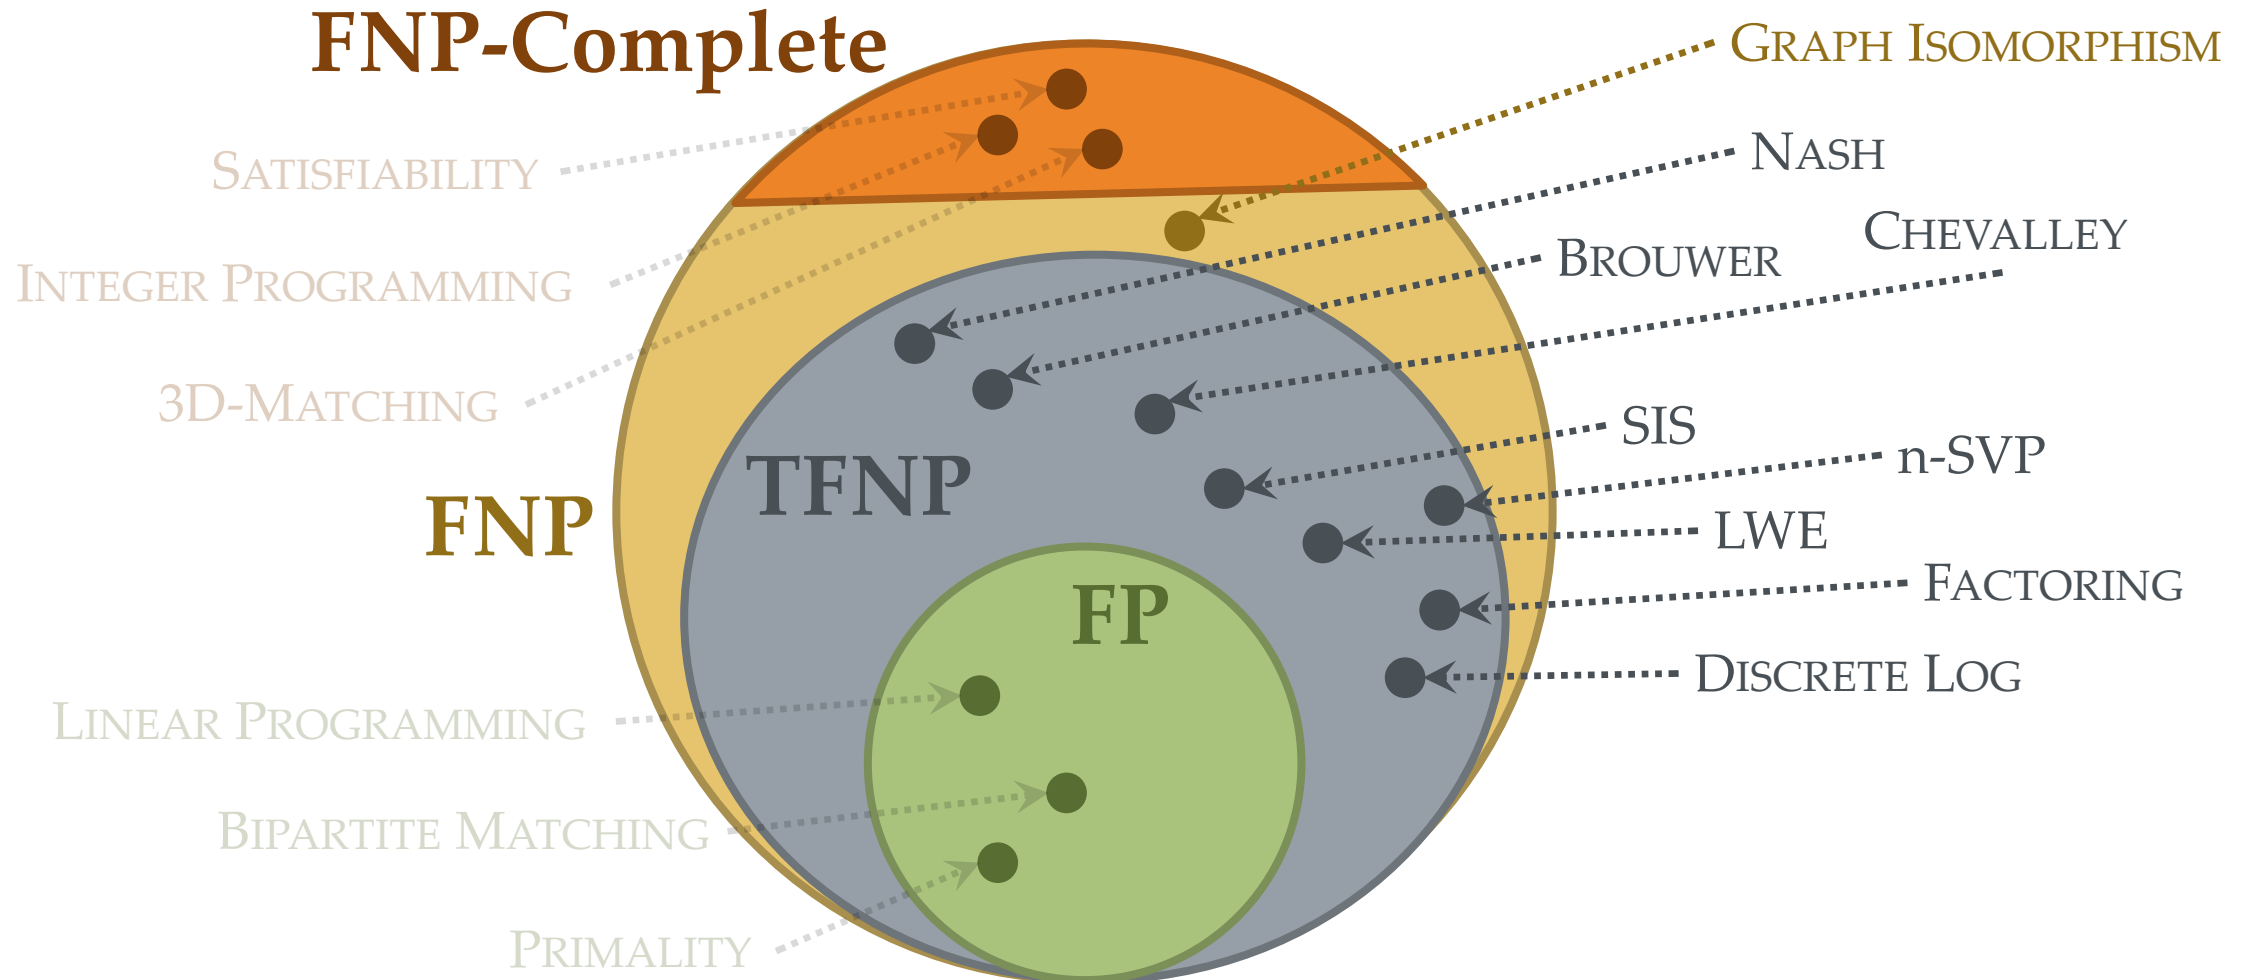 FNP-Complete
SATISFIABILITY
INTEGER PROGRAMMING
3D-MATCHING
FNP
TFNP
FP
LINEAR PROGRAMMING
BIPARTITE MATCHING
PRIMALITY
GRAPH ISOMORPHISM
NASH
BROUWER
CHEVALLEY
SIS
n-SVP
LWE
FACTORING
DISCRETE LOG